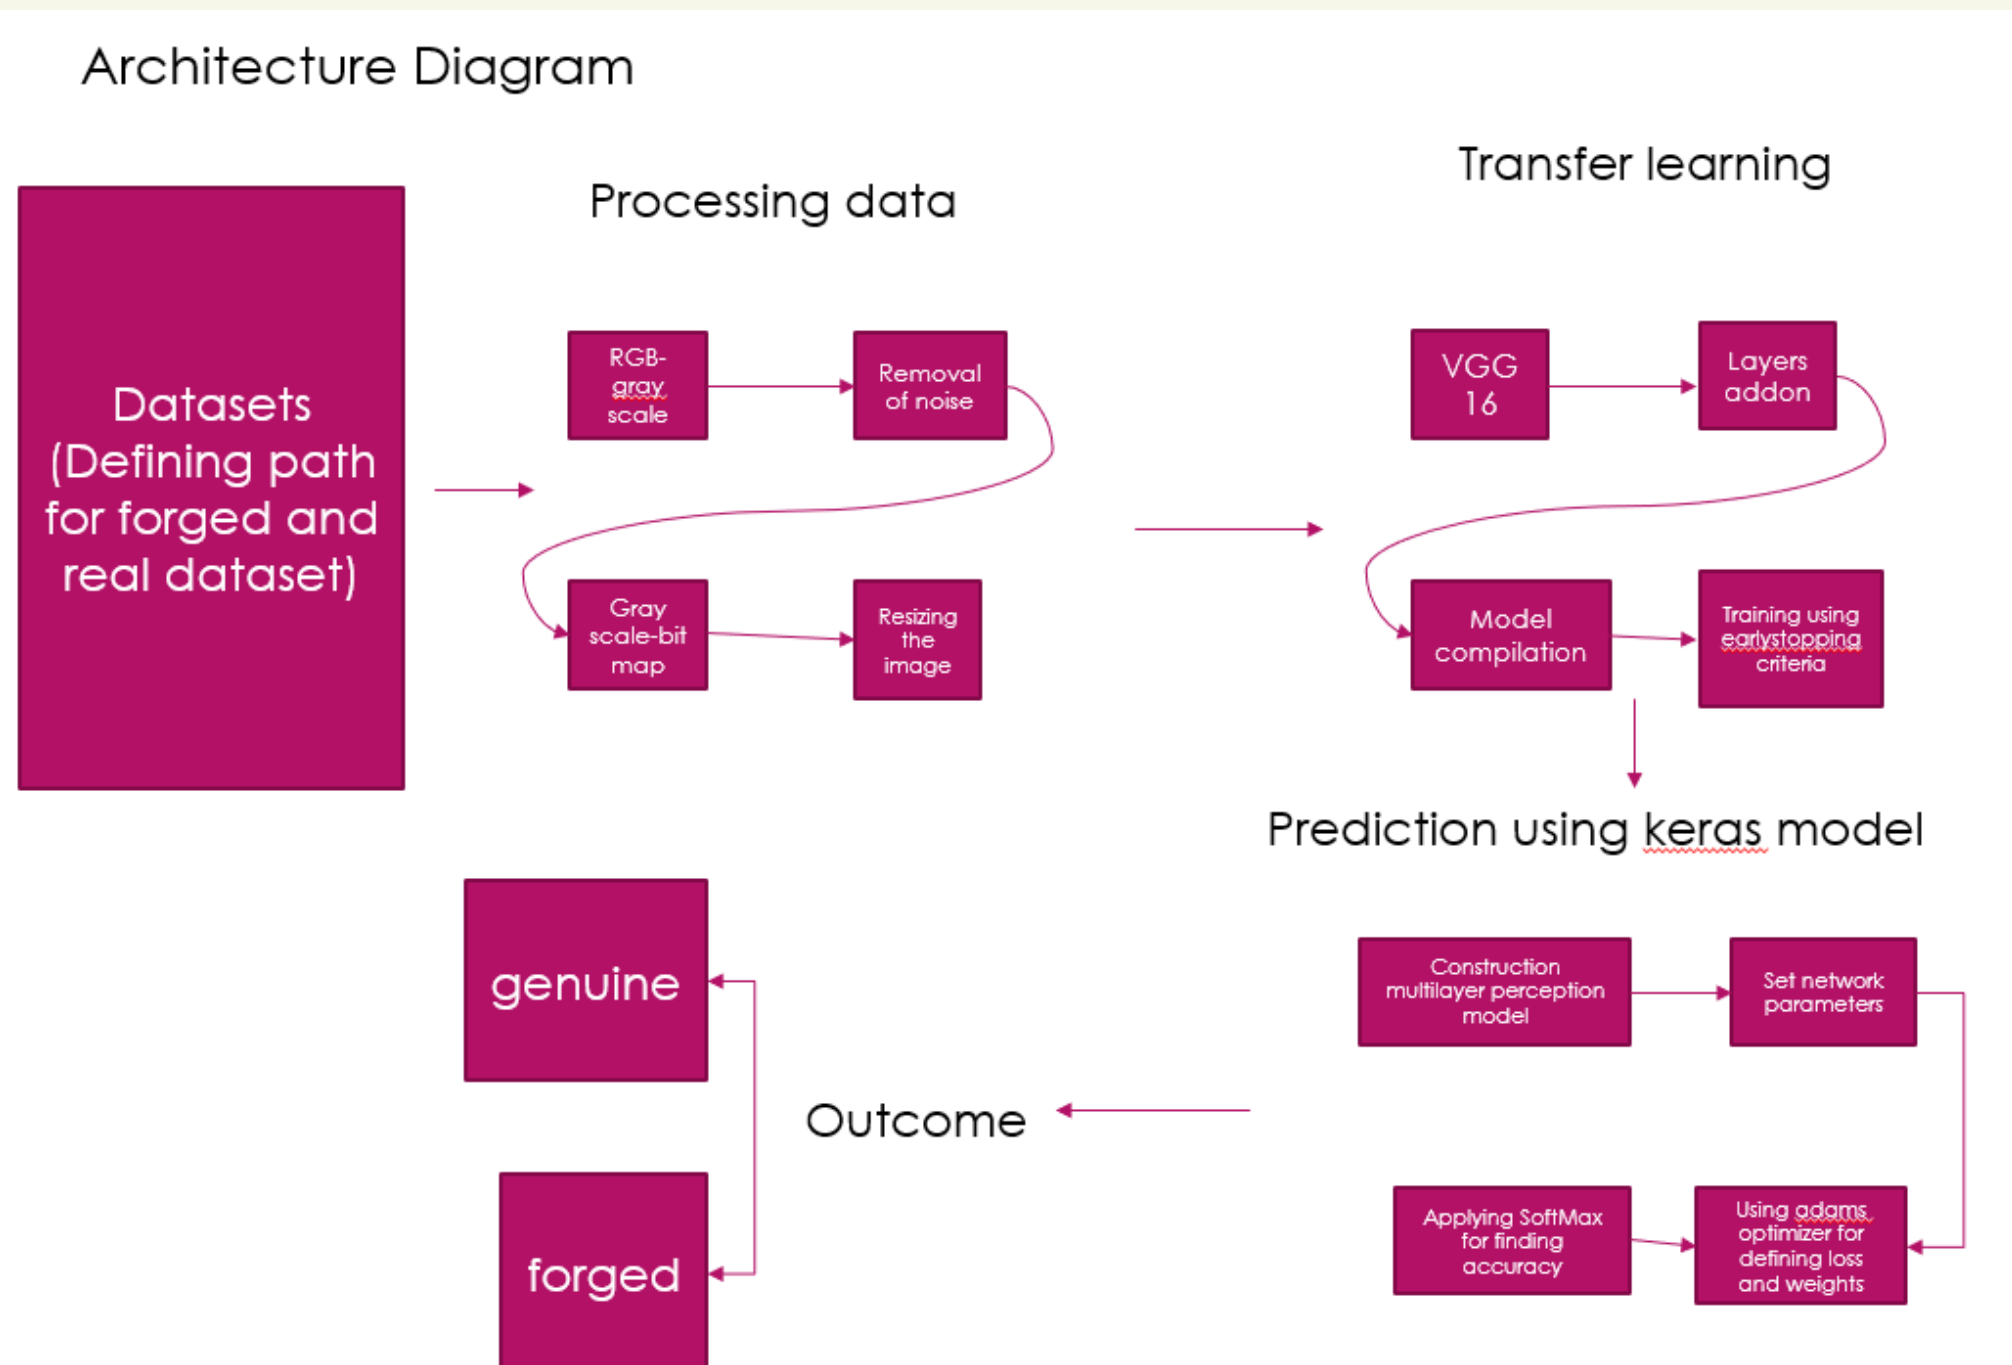 Architecture Diagram
Datasets
(Defining path
for forged and
real dataset)
Processing data
RGB-
gray
scale
Removal
of noise
Gray
scale-bit
map
Resizing
the
image
Transfer learning
VGG
16
Layers
addon
Model
compilation
Training using
earlystopping
criteria
Prediction using keras model
Construction
multilayer perception
model
Set network
parameters
Applying SoftMax
for finding
accuracy
Using adams
optimizer for
defining loss
and weights
Outcome
genuine
forged